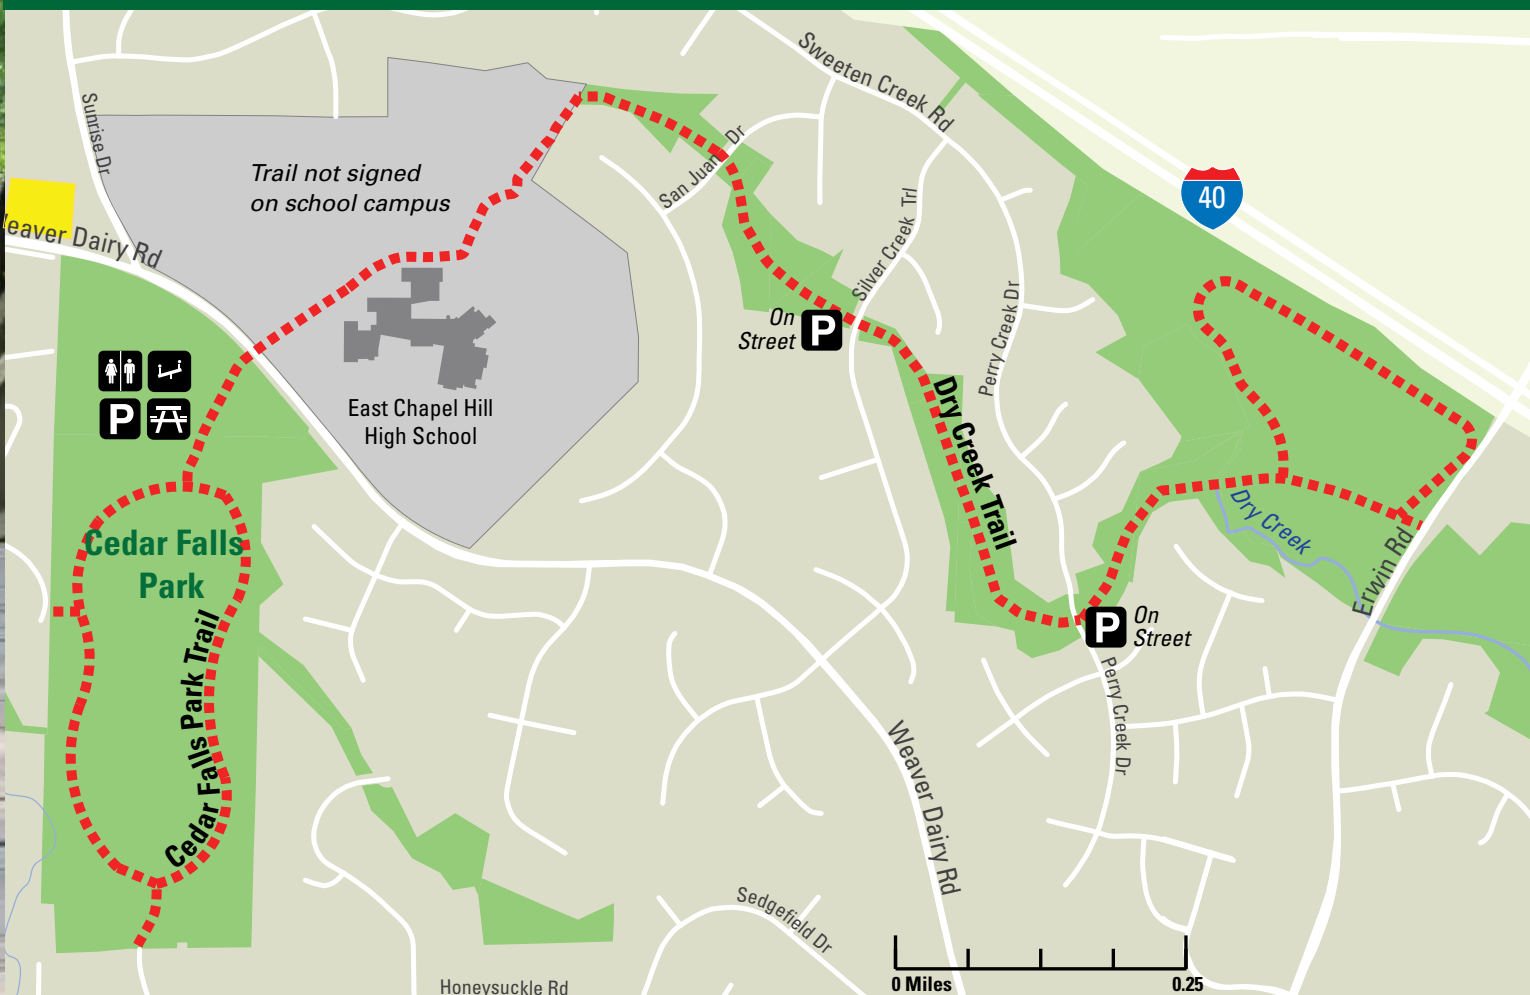 Sweeten Creek Rd
Sunrise Dr
Trail not signed
on school campus
San Juan Dr
40
eaver Dairy Rd
Silver Creek Trl
On
Street
P
Perry Creek Dr
East Chapel Hill
High School
P
Dry Creek Trail
Dry Creek
Erwin Rd
Cedar Falls
Park
P
On
Street
Cedar Falls Park Trail
Perry Creek Dr
Weaver Dairy Rd
Sedgefield Dr
Honeysuckle Rd
0 Miles
0.25